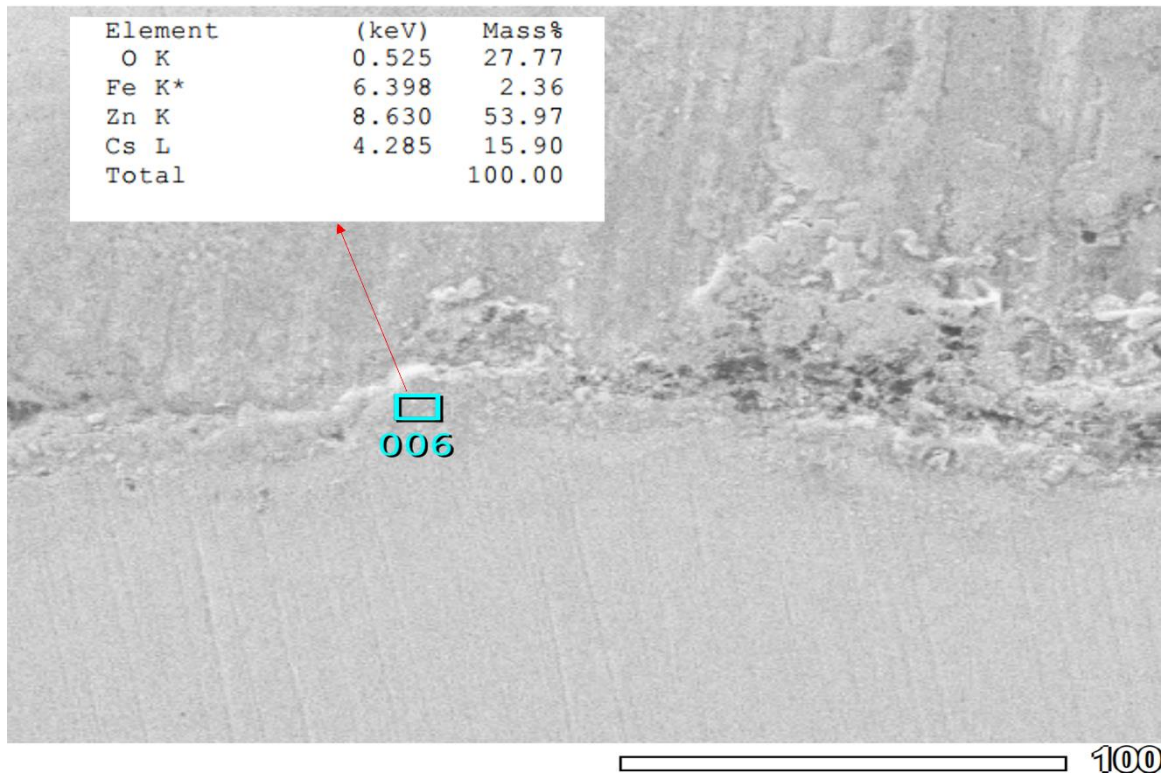 Element (keV) Mass%
O K 0.525 27.77
Fe K* 6.398 2.36
Zn K 8.630 53.97
Cs L 4.285 15.90
Total 100.00
006
100